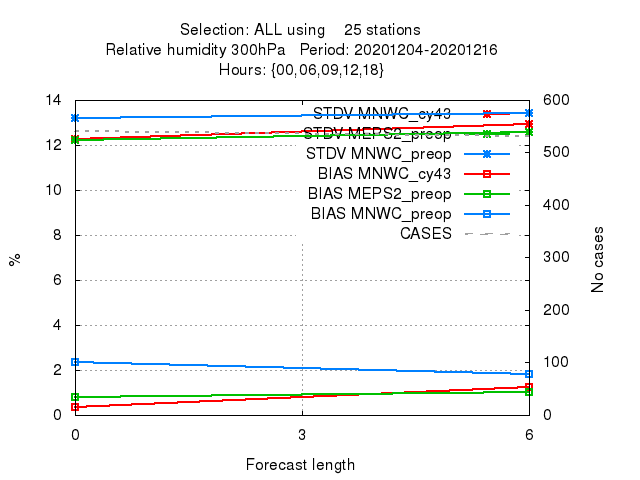 Selection: ALL using 25 stations
Relative humidity 300hPa Period: 20201204-20201216
Hours: {00,06,09,12,18}
14
12
10
8
6
4
2
0
%
STDV MNWC_cy43
STDV MEPS2_preop
STDV MNWC_preop
BIAS MNWC_cy43
BIAS MEPS2_preop
BIAS MNWC_preop
CASES
600
500
400
300
200
100
0
No cases
0 3 6
Forecast length